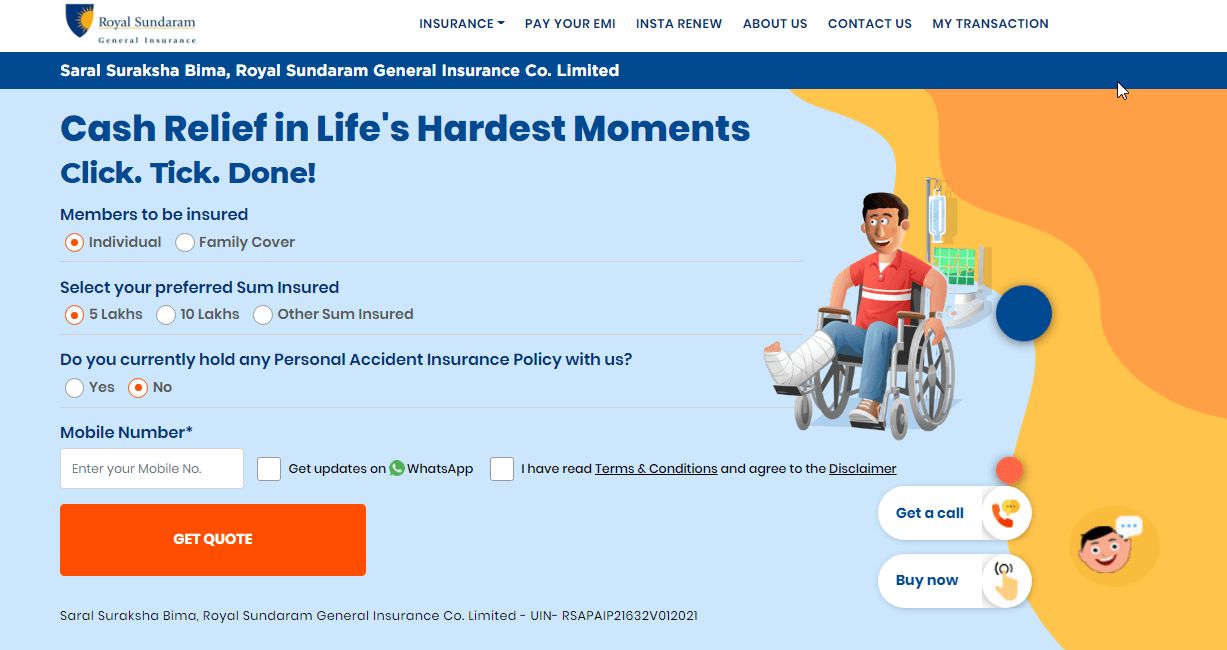 Royal Sundaram
General Insurance
INSURANCE PAY YOUR EMI INSTA RENEW ABOUT US CONTACT US MY TRANSACTION
Saral Suraksha Bima, Royal Sundaram General Insurance Co. Limited
Cash Relief in Life's Hardest Moments
Click. Tick. Done!
Members to be insured
Individual Family Cover
Select your preferred Sum Insured
5 Lakhs 10 Lakhs Other Sum Insured
Do you currently hold any Personal Accident Insurance Policy with us?
Yes No
Mobile Number*
Enter your Mobile No. Get updates on WhatsApp I have read Terms & Conditions and agree to the Disclaimer
Get a call
GET QUOTE
Buy now
Saral Suraksha Bima, Royal Sundaram General Insurance Co. Limited - UIN- RSAPAIP21632V012021